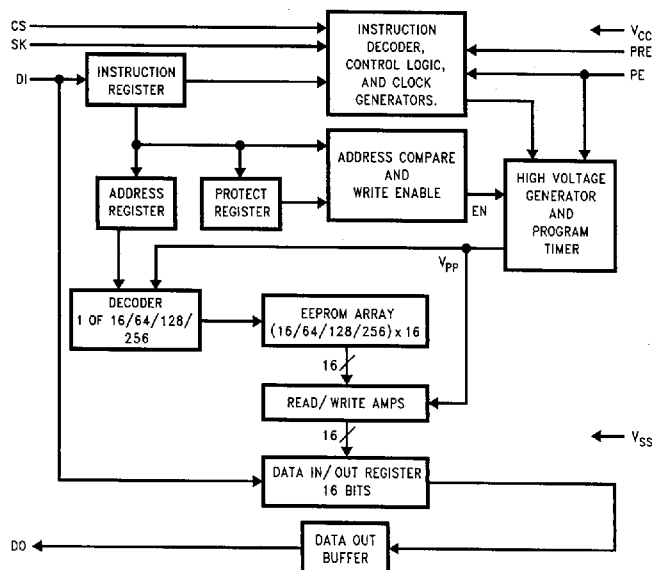 CS
SK
DI
INSTRUCTION
REGISTER
INSTRUCTION
DECODER,
CONTROL LOGIC,
AND CLOCK
GENERATORS.
VCC
PRE
PE
ADDRESS
REGISTER
PROTECT
REGISTER
ADDRESS COMPARE
AND
WRITE ENABLE
EN
HIGH VOLTAGE
GENERATOR
AND
PROGRAM
TIMER
VPP
DECODER
1 OF 16/64/128/
256
EEPROM ARRAY
(16/64/128/256) x 16
16
READ/WRITE AMPS
16
VSS
DATA IN/OUT REGISTER
16 BITS
DO
DATA OUT
BUFFER